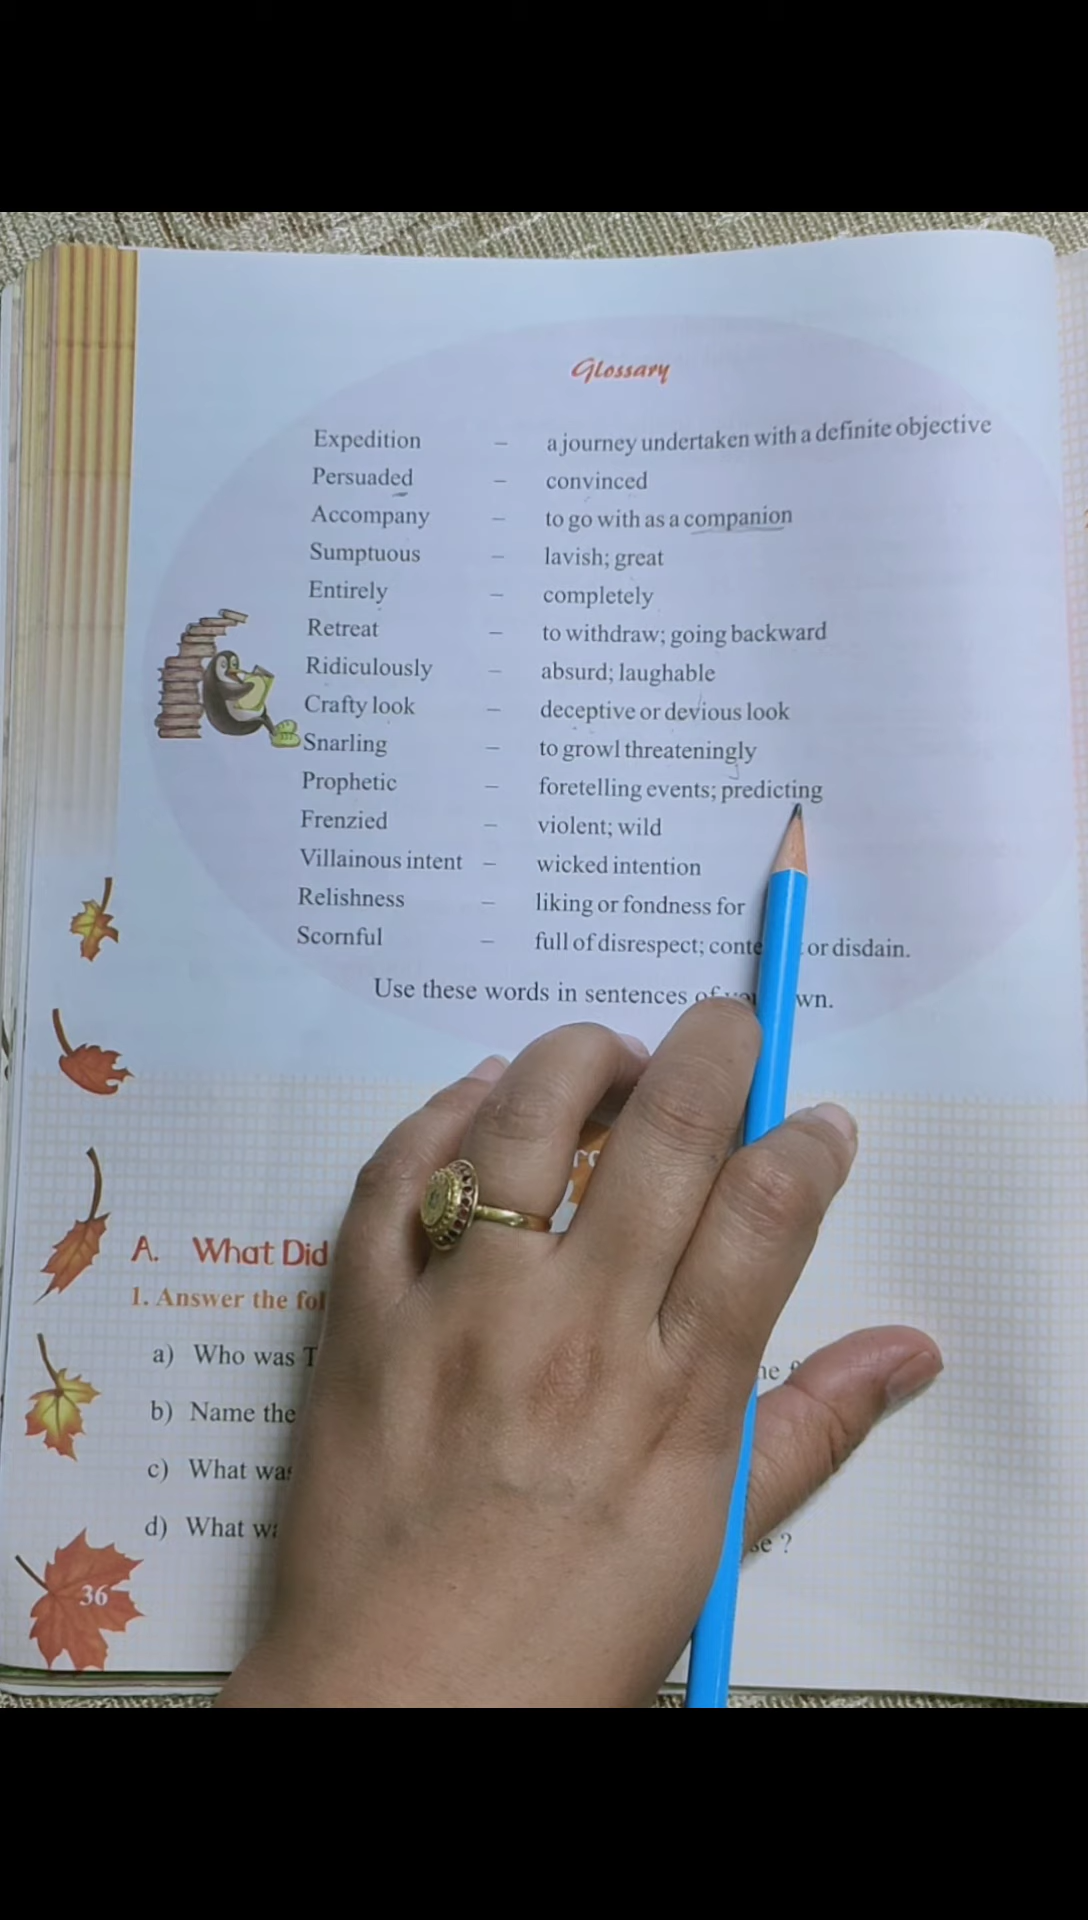 Glossary
Expedition – a journey undertaken with a definite objective
Persuaded – convinced
Accompany – to go with as a companion
Sumptuous – lavish; great
Entirely – completely
Retreat – to withdraw; going backward
Ridiculously – absurd; laughable
Crafty look – deceptive or devious look
Snarling – to growl threateningly
Prophetic – foretelling events; predicting
Frenzied – violent; wild
Villainous intent – wicked intention
Relishness – liking or fondness for
Scornful – full of disrespect; or disdain.
Use these words in sentences of
A. What Did
1. Answer the
a) Who was
b) Name the
c) What
d) What
?
36